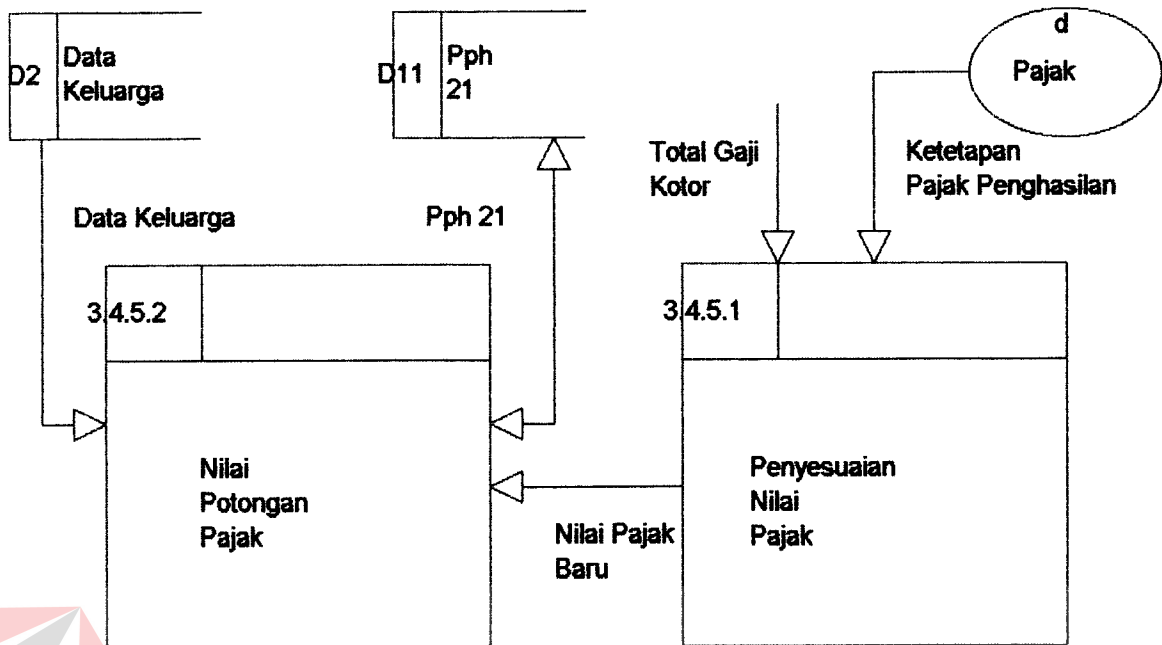 D2
Data
Keluarga
D11
Pph
21
d
Pajak
Total Gaji
Kotor
Ketetapan
Pajak Penghasilan
Data Keluarga
Pph 21
3.4.5.2
3.4.5.1
Nilai
Potongan
Pajak
Penyesuaian
Nilai
Pajak
Nilai Pajak
Baru